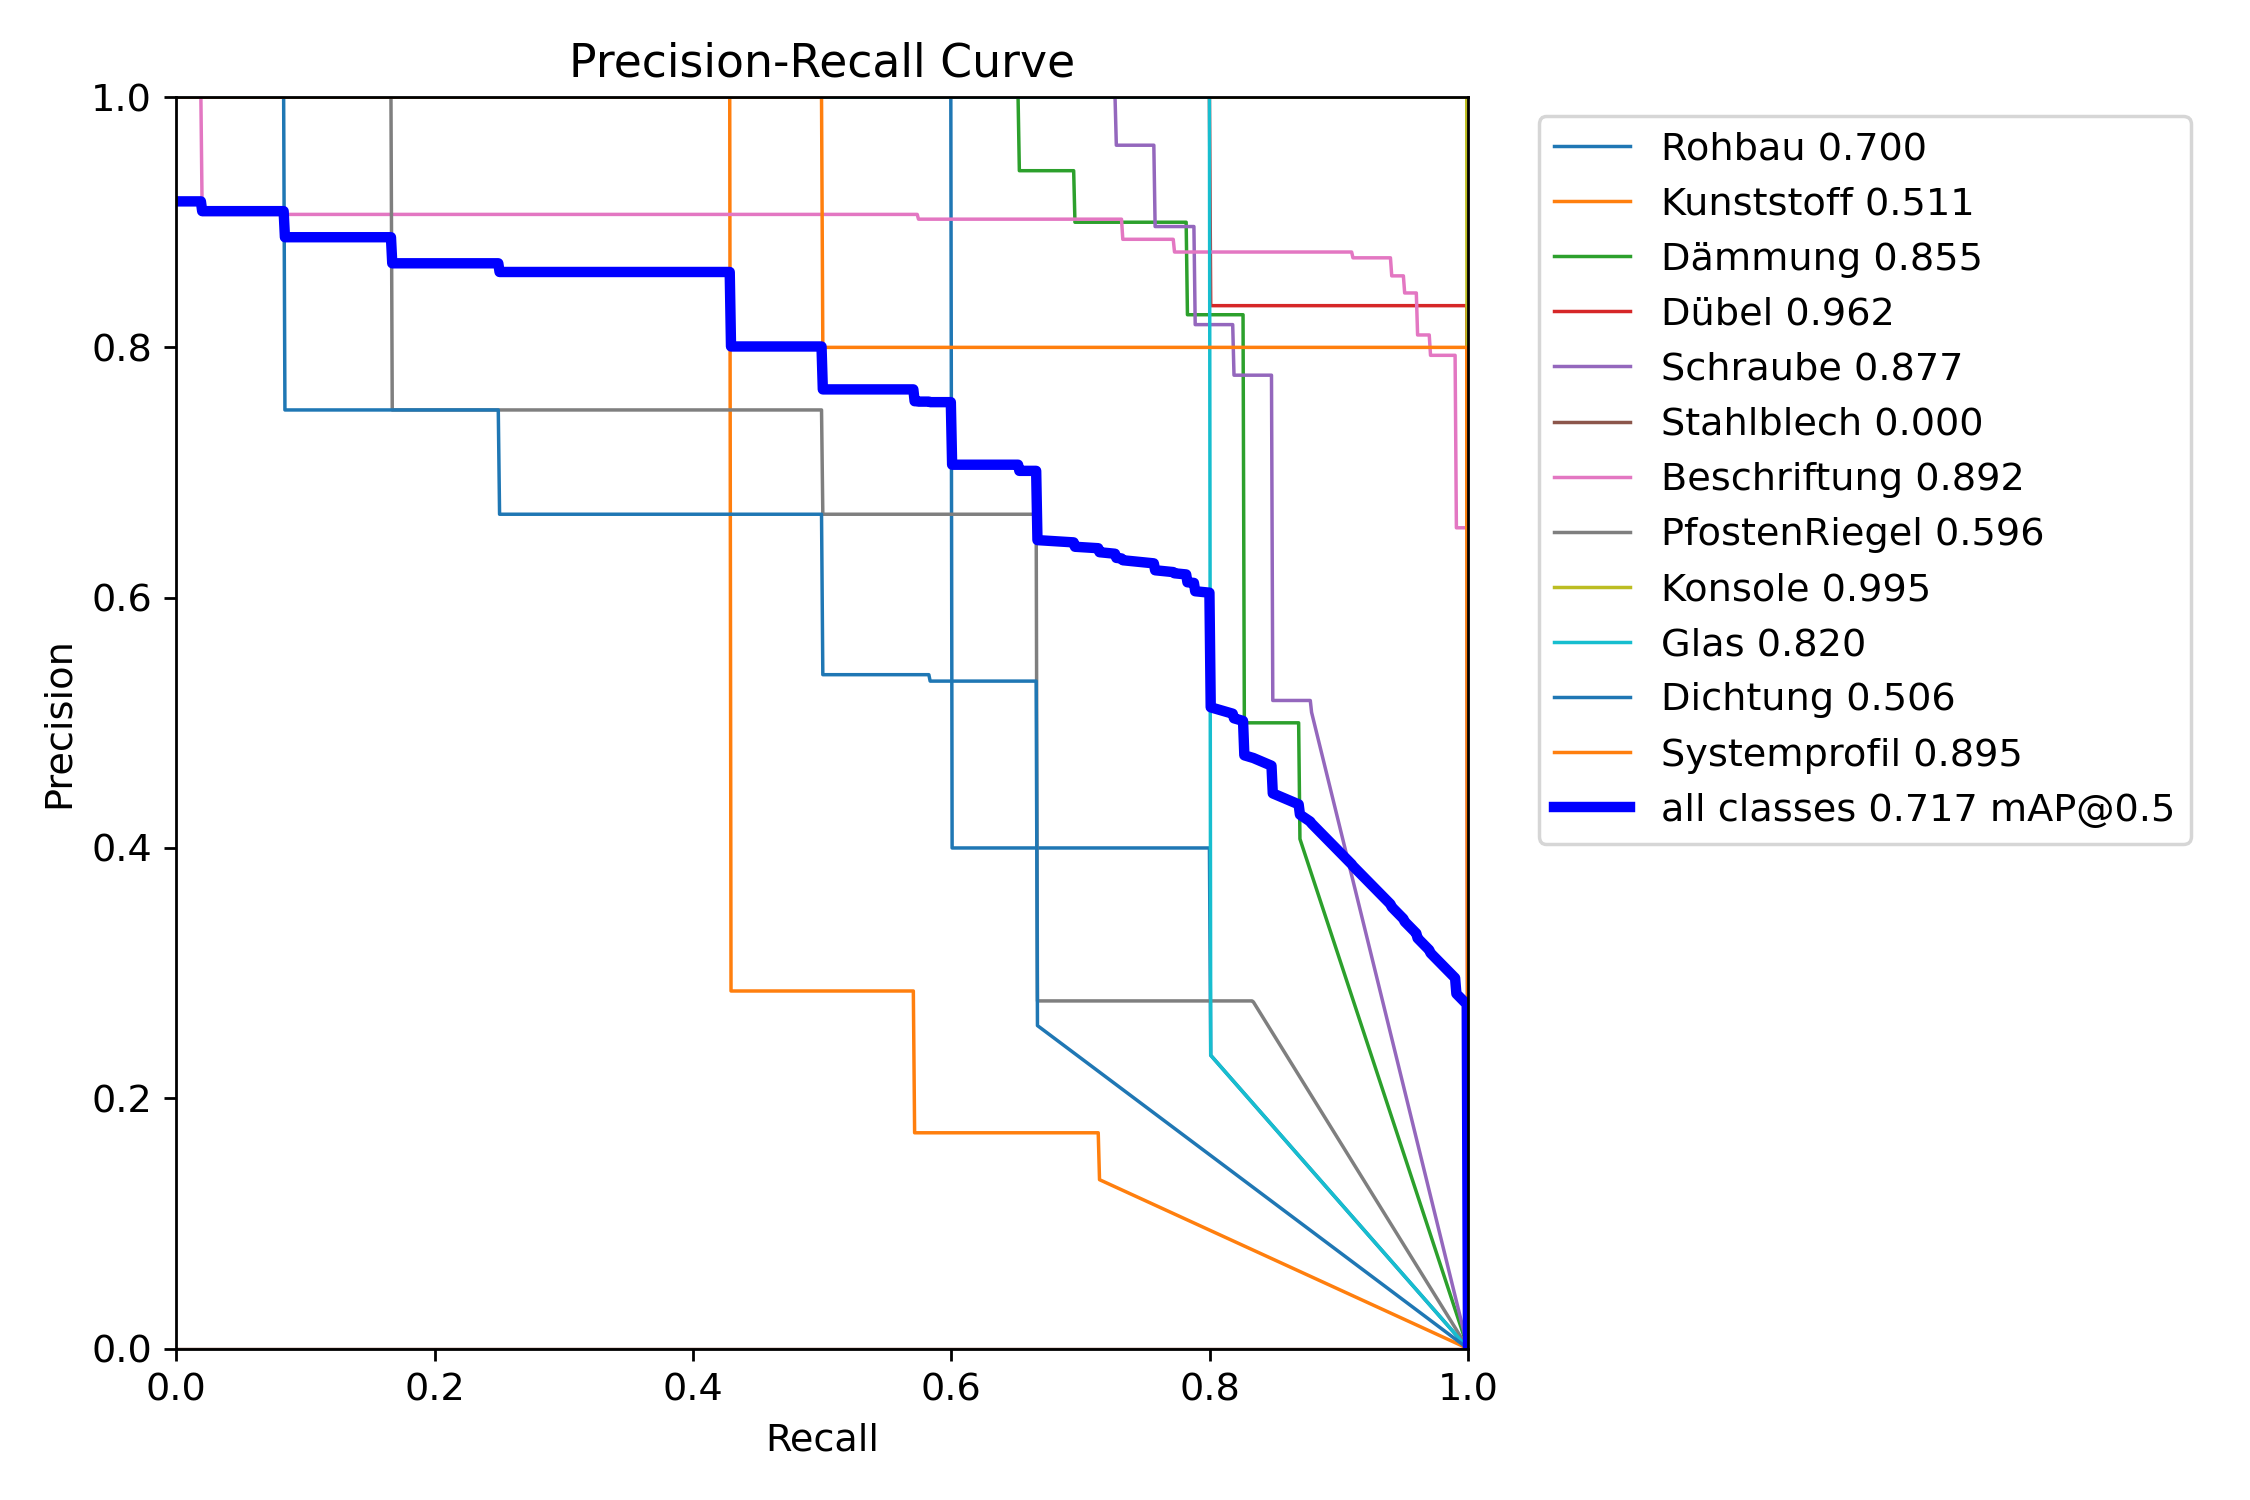 Precision-Recall Curve
1.0
0.8
0.6
0.4
0.2
0.0
Precision
0.0 0.2 0.4 0.6 0.8 1.0
Recall
Rohbau 0.700
Kunststoff 0.511
Dämmung 0.855
Dübel 0.962
Schraube 0.877
Stahlblech 0.000
Beschriftung 0.892
PfostenRiegel 0.596
Konsole 0.995
Glas 0.820
Dichtung 0.506
Systemprofil 0.895
all classes 0.717 mAP@0.5